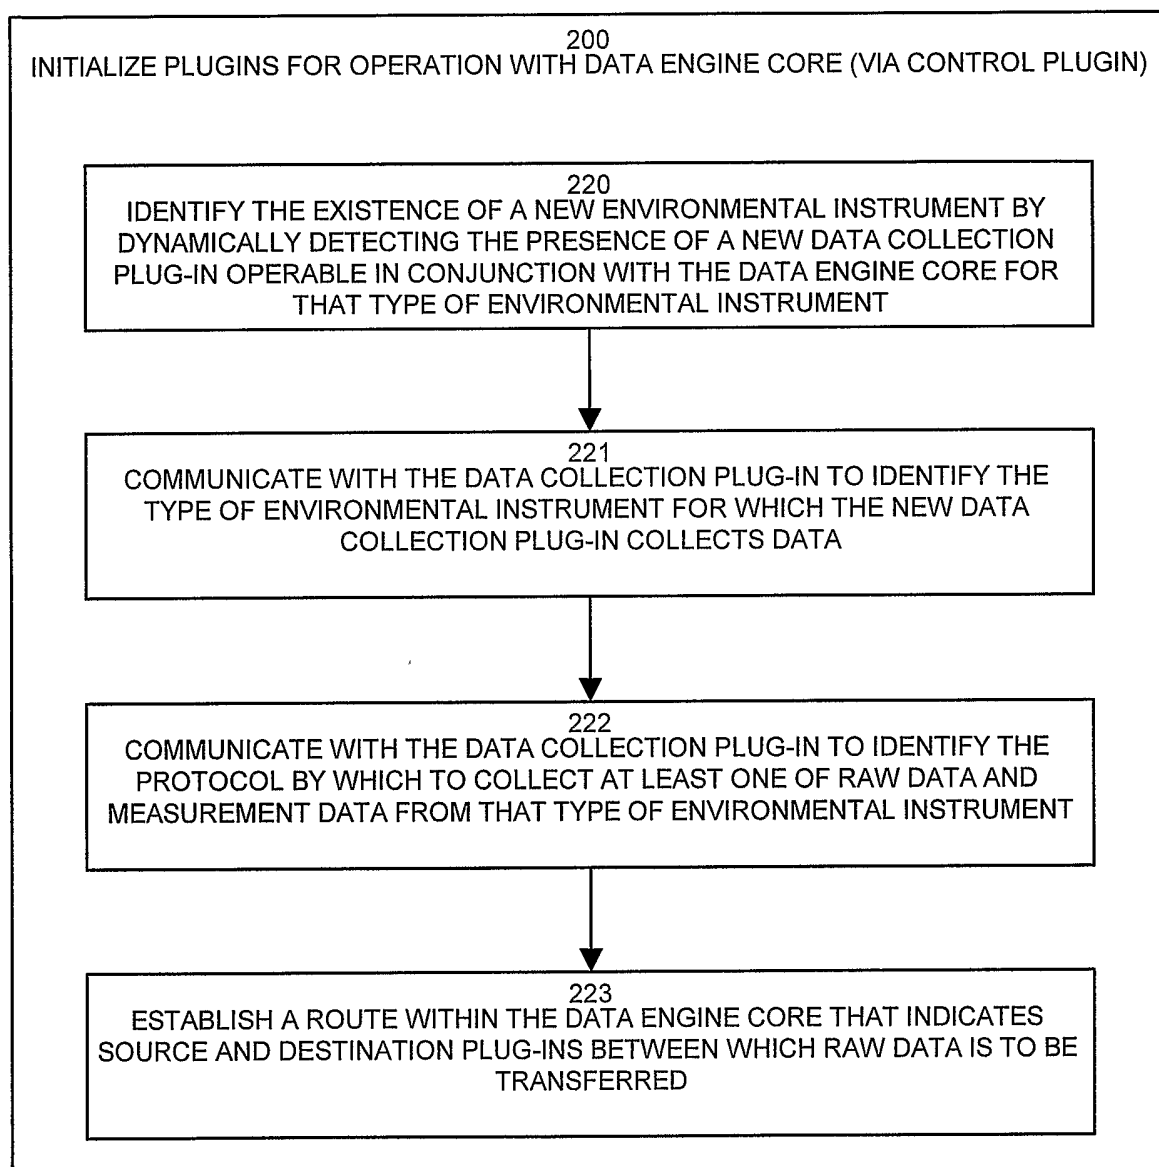 200
INITIALIZE PLUGINS FOR OPERATION WITH DATA ENGINE CORE (VIA CONTROL PLUGIN)
220
IDENTIFY THE EXISTENCE OF A NEW ENVIRONMENTAL INSTRUMENT BY
DYNAMICALLY DETECTING THE PRESENCE OF A NEW DATA COLLECTION
PLUG-IN OPERABLE IN CONJUNCTION WITH THE DATA ENGINE CORE FOR
THAT TYPE OF ENVIRONMENTAL INSTRUMENT
221
COMMUNICATE WITH THE DATA COLLECTION PLUG-IN TO IDENTIFY THE
TYPE OF ENVIRONMENTAL INSTRUMENT FOR WHICH THE NEW DATA
COLLECTION PLUG-IN COLLECTS DATA
222
COMMUNICATE WITH THE DATA COLLECTION PLUG-IN TO IDENTIFY THE
PROTOCOL BY WHICH TO COLLECT AT LEAST ONE OF RAW DATA AND
MEASUREMENT DATA FROM THAT TYPE OF ENVIRONMENTAL INSTRUMENT
223
ESTABLISH A ROUTE WITHIN THE DATA ENGINE CORE THAT INDICATES
SOURCE AND DESTINATION PLUG-INS BETWEEN WHICH RAW DATA IS TO BE
TRANSFERRED